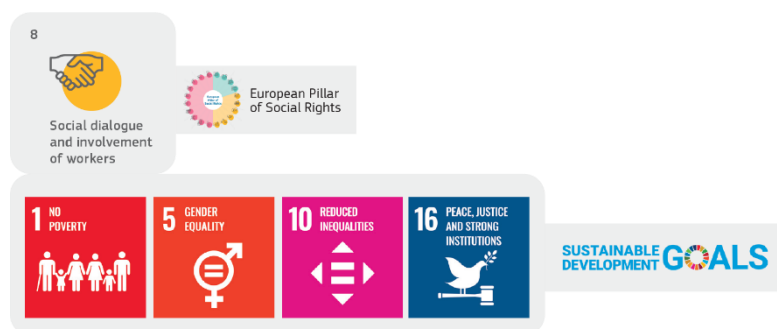 8
Social dialogue
and involvement
of workers
European Pillar
of Social Rights
1 NO
POVERTY
5 GENDER
EQUALITY
10 REDUCED
INEQUALITIES
16 PEACE, JUSTICE
AND STRONG
INSTITUTIONS
SUSTAINABLE
DEVELOPMENT GOALS